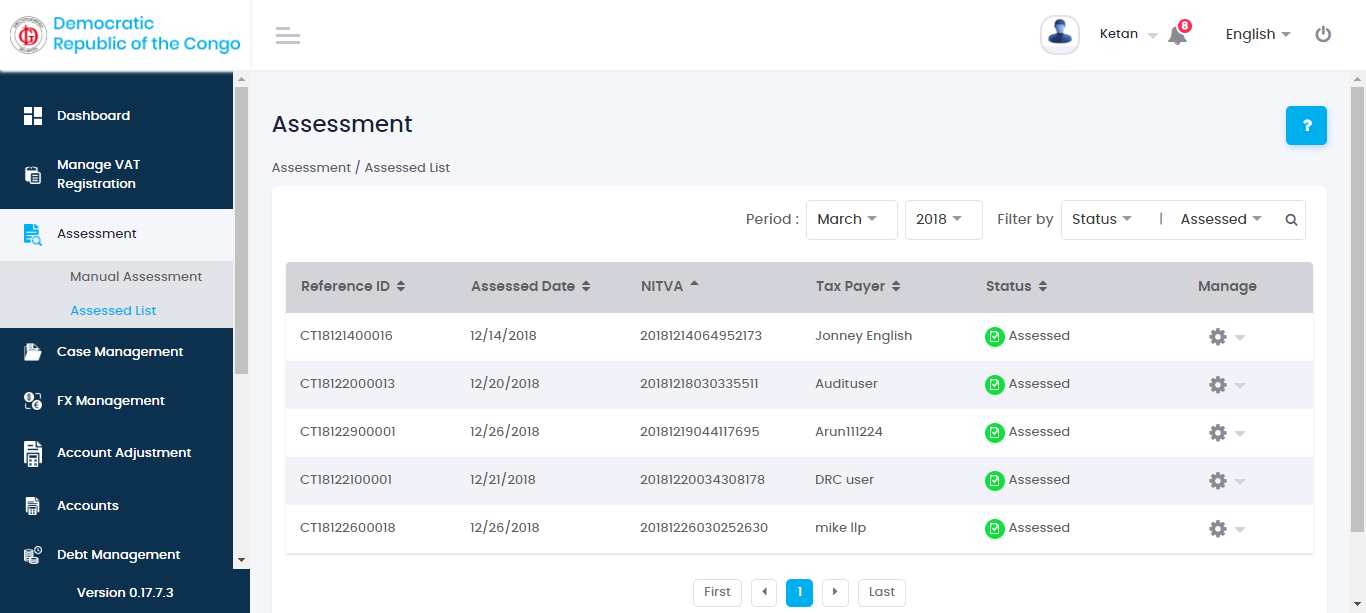 Democratic
Republic of the Congo
Ketan
8
English
Dashboard
Manage VAT
Registration
Assessment
Manual Assessment
Assessed List
Case Management
FX Management
Account Adjustment
Accounts
Debt Management
Version 0.17.7.3
Assessment
?
Assessment / Assessed List
Period : March 2018 Filter by Status | Assessed
Reference ID Assessed Date NITVA Tax Payer Status Manage
CT18121400016 12/14/2018 20181214064952173 Jonney English Assessed
CT18122000013 12/20/2018 20181218030335511 Audituser Assessed
CT18122900001 12/26/2018 20181219044117695 Arun111224 Assessed
CT18122100001 12/21/2018 20181220034308178 DRC user Assessed
CT18122600018 12/26/2018 20181226030252630 mike llp Assessed
First 1 Last